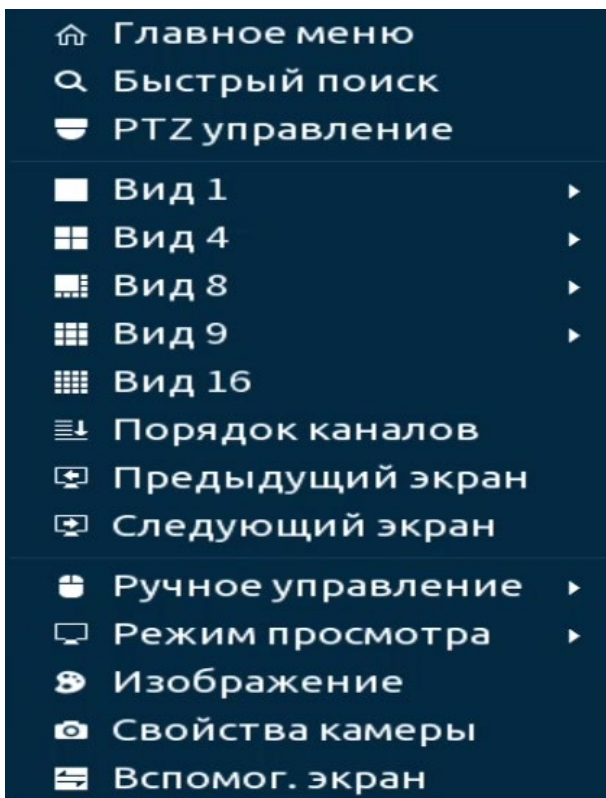 Главное меню
Быстрый поиск
PTZ управление
Вид 1
Вид 4
Вид 8
Вид 9
Вид 16
Порядок каналов
Предыдущий экран
Следующий экран
Ручное управление
Режим просмотра
Изображение
Свойства камеры
Вспомог. экран